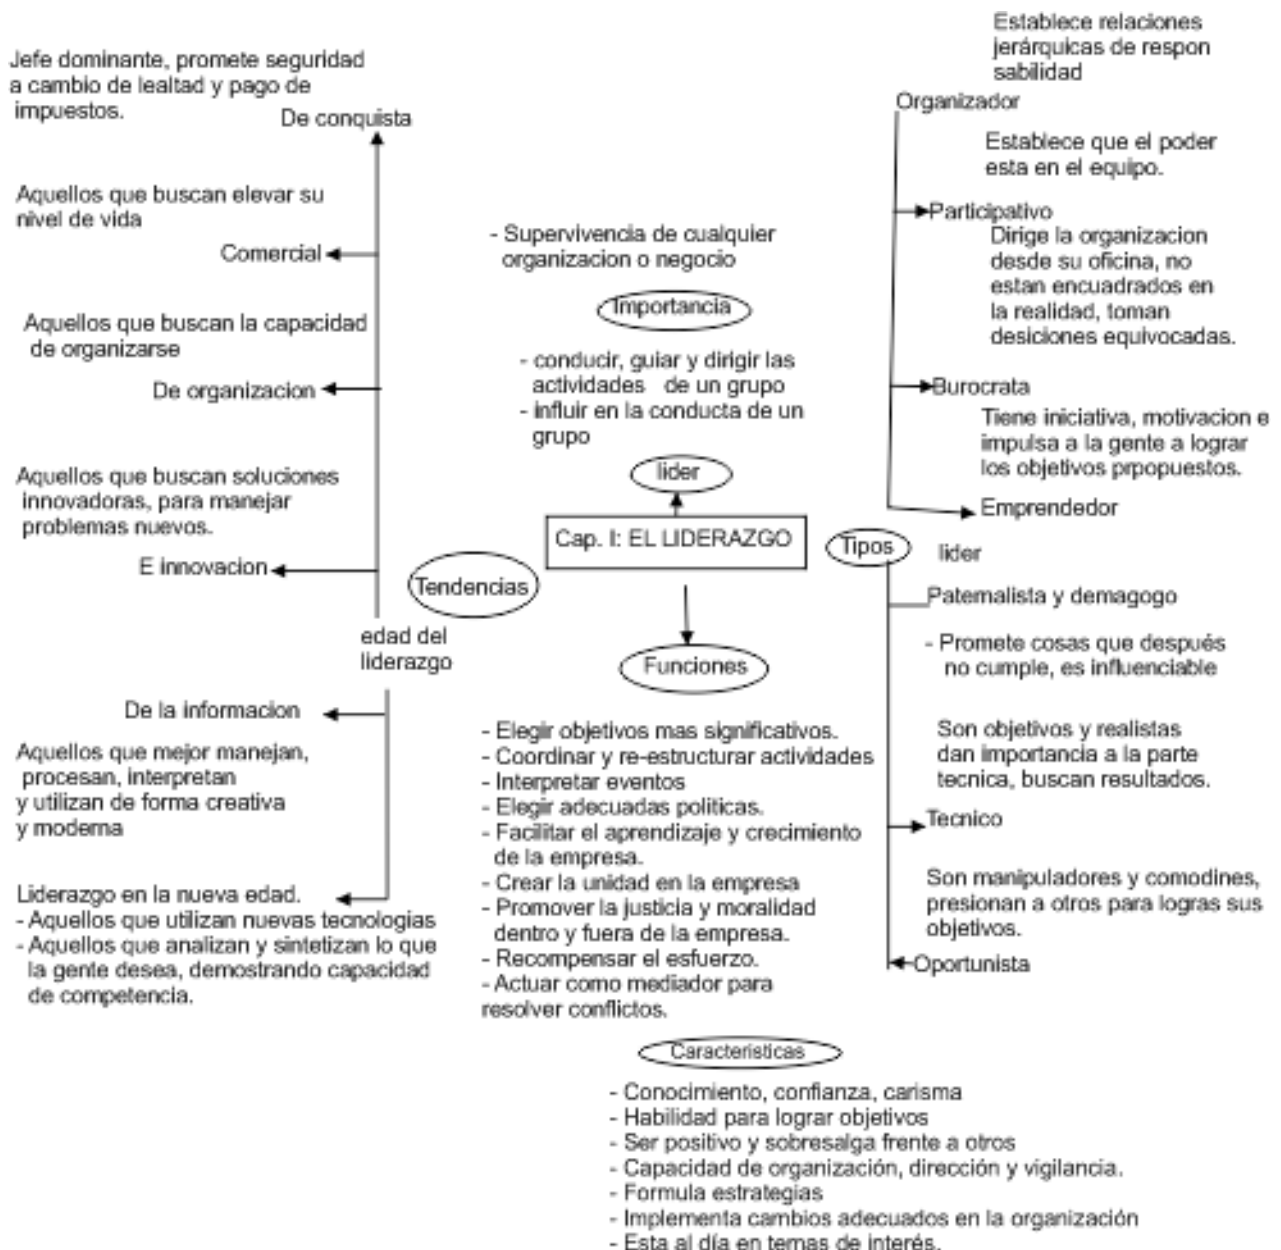 Jefe dominante, promete seguridad
a cambio de lealtad y pago de
impuestos.
De conquista
Aquellos que buscan elevar su
nivel de vida
Comercial
Aquellos que buscan la capacidad
de organizarse
De organizacion
Aquellos que buscan soluciones
innovadoras, para manejar
problemas nuevos.
E innovacion
Tendencias
edad del
liderazgo
De la informacion
Aquellos que mejor manejan,
procesan, interpretan
y utilizan de forma creativa
y moderna
Liderazgo en la nueva edad.
- Aquellos que utilizan nuevas tecnologias
- Aquellos que analizan y sintetizan lo que
la gente desea, demostrando capacidad
de competencia.
- Supervivencia de cualquier
organizacion o negocio
Importancia
- conducir, guiar y dirigir las
actividades de un grupo
- influir en la conducta de un
grupo
lider
Cap. I: EL LIDERAZGO
Funciones
- Elegir objetivos mas significativos.
- Coordinar y re-estructurar actividades
- Interpretar eventos
- Elegir adecuadas politicas.
- Facilitar el aprendizaje y crecimiento
de la empresa.
- Crear la unidad en la empresa
- Promover la justicia y moralidad
dentro y fuera de la empresa.
- Recompensar el esfuerzo.
- Actuar como mediador para
resolver conflictos.
Caracteristicas
- Conocimiento, confianza, carisma
- Habilidad para lograr objetivos
- Ser positivo y sobresalga frente a otros
- Capacidad de organización, dirección y vigilancia.
- Formula estrategias
- Implementa cambios adecuados en la organización
- Esta al día en temas de interés.
Establece relaciones
jerárquicas de respon
sabilidad
Organizador
Establece que el poder
esta en el equipo.
Participativo
Dirige la organizacion
desde su oficina, no
estan encuadrados en
la realidad, toman
desiciones equivocadas.
Burocrata
Tiene iniciativa, motivacion e
impulsa a la gente a lograr
los objetivos prpopuestos.
Emprendedor
Tipos
lider
Paternalista y demagogo
- Promete cosas que después
no cumple, es influenciable
Son objetivos y realistas
dan importancia a la parte
tecnica, buscan resultados.
Tecnico
Son manipuladores y comodines,
presionan a otros para logras sus
objetivos.
Oportunista